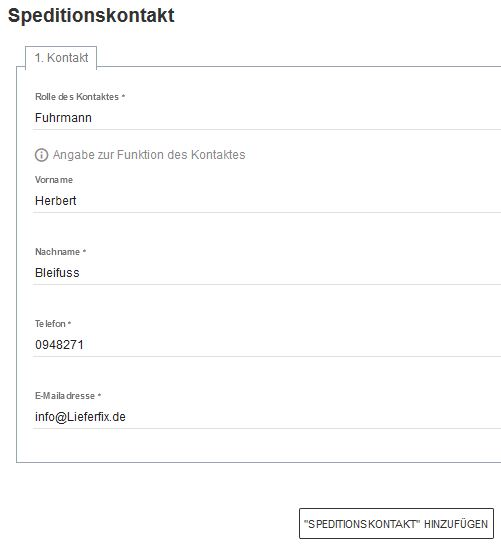 Speditionskontakt
1. Kontakt
Rolle des Kontaktes *
Fuhrmann
Angabe zur Funktion des Kontaktes
Vorname
Herbert
Nachname *
Bleifuss
Telefon *
0948271
E-Mailadresse *
info@Lieferfix.de
"SPEDITIONSKONTAKT" HINZUFÜGEN